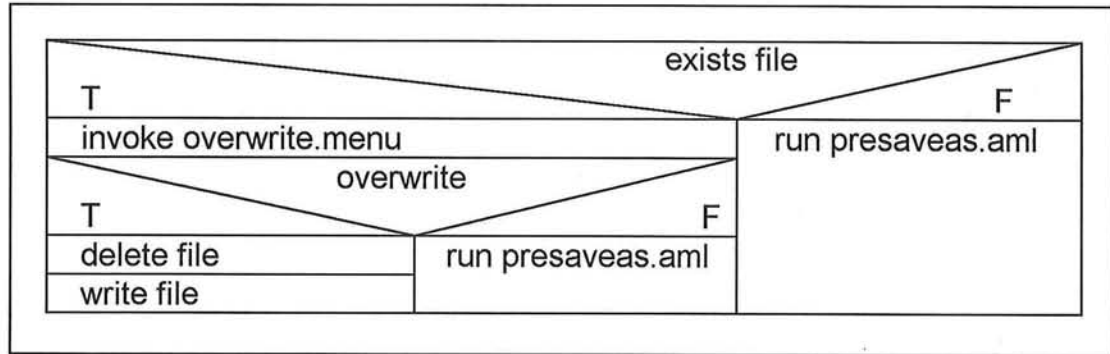 exists file
T
F
invoke overwrite.menu
run presaveas.aml
overwrite
T
F
delete file
run presaveas.aml
write file